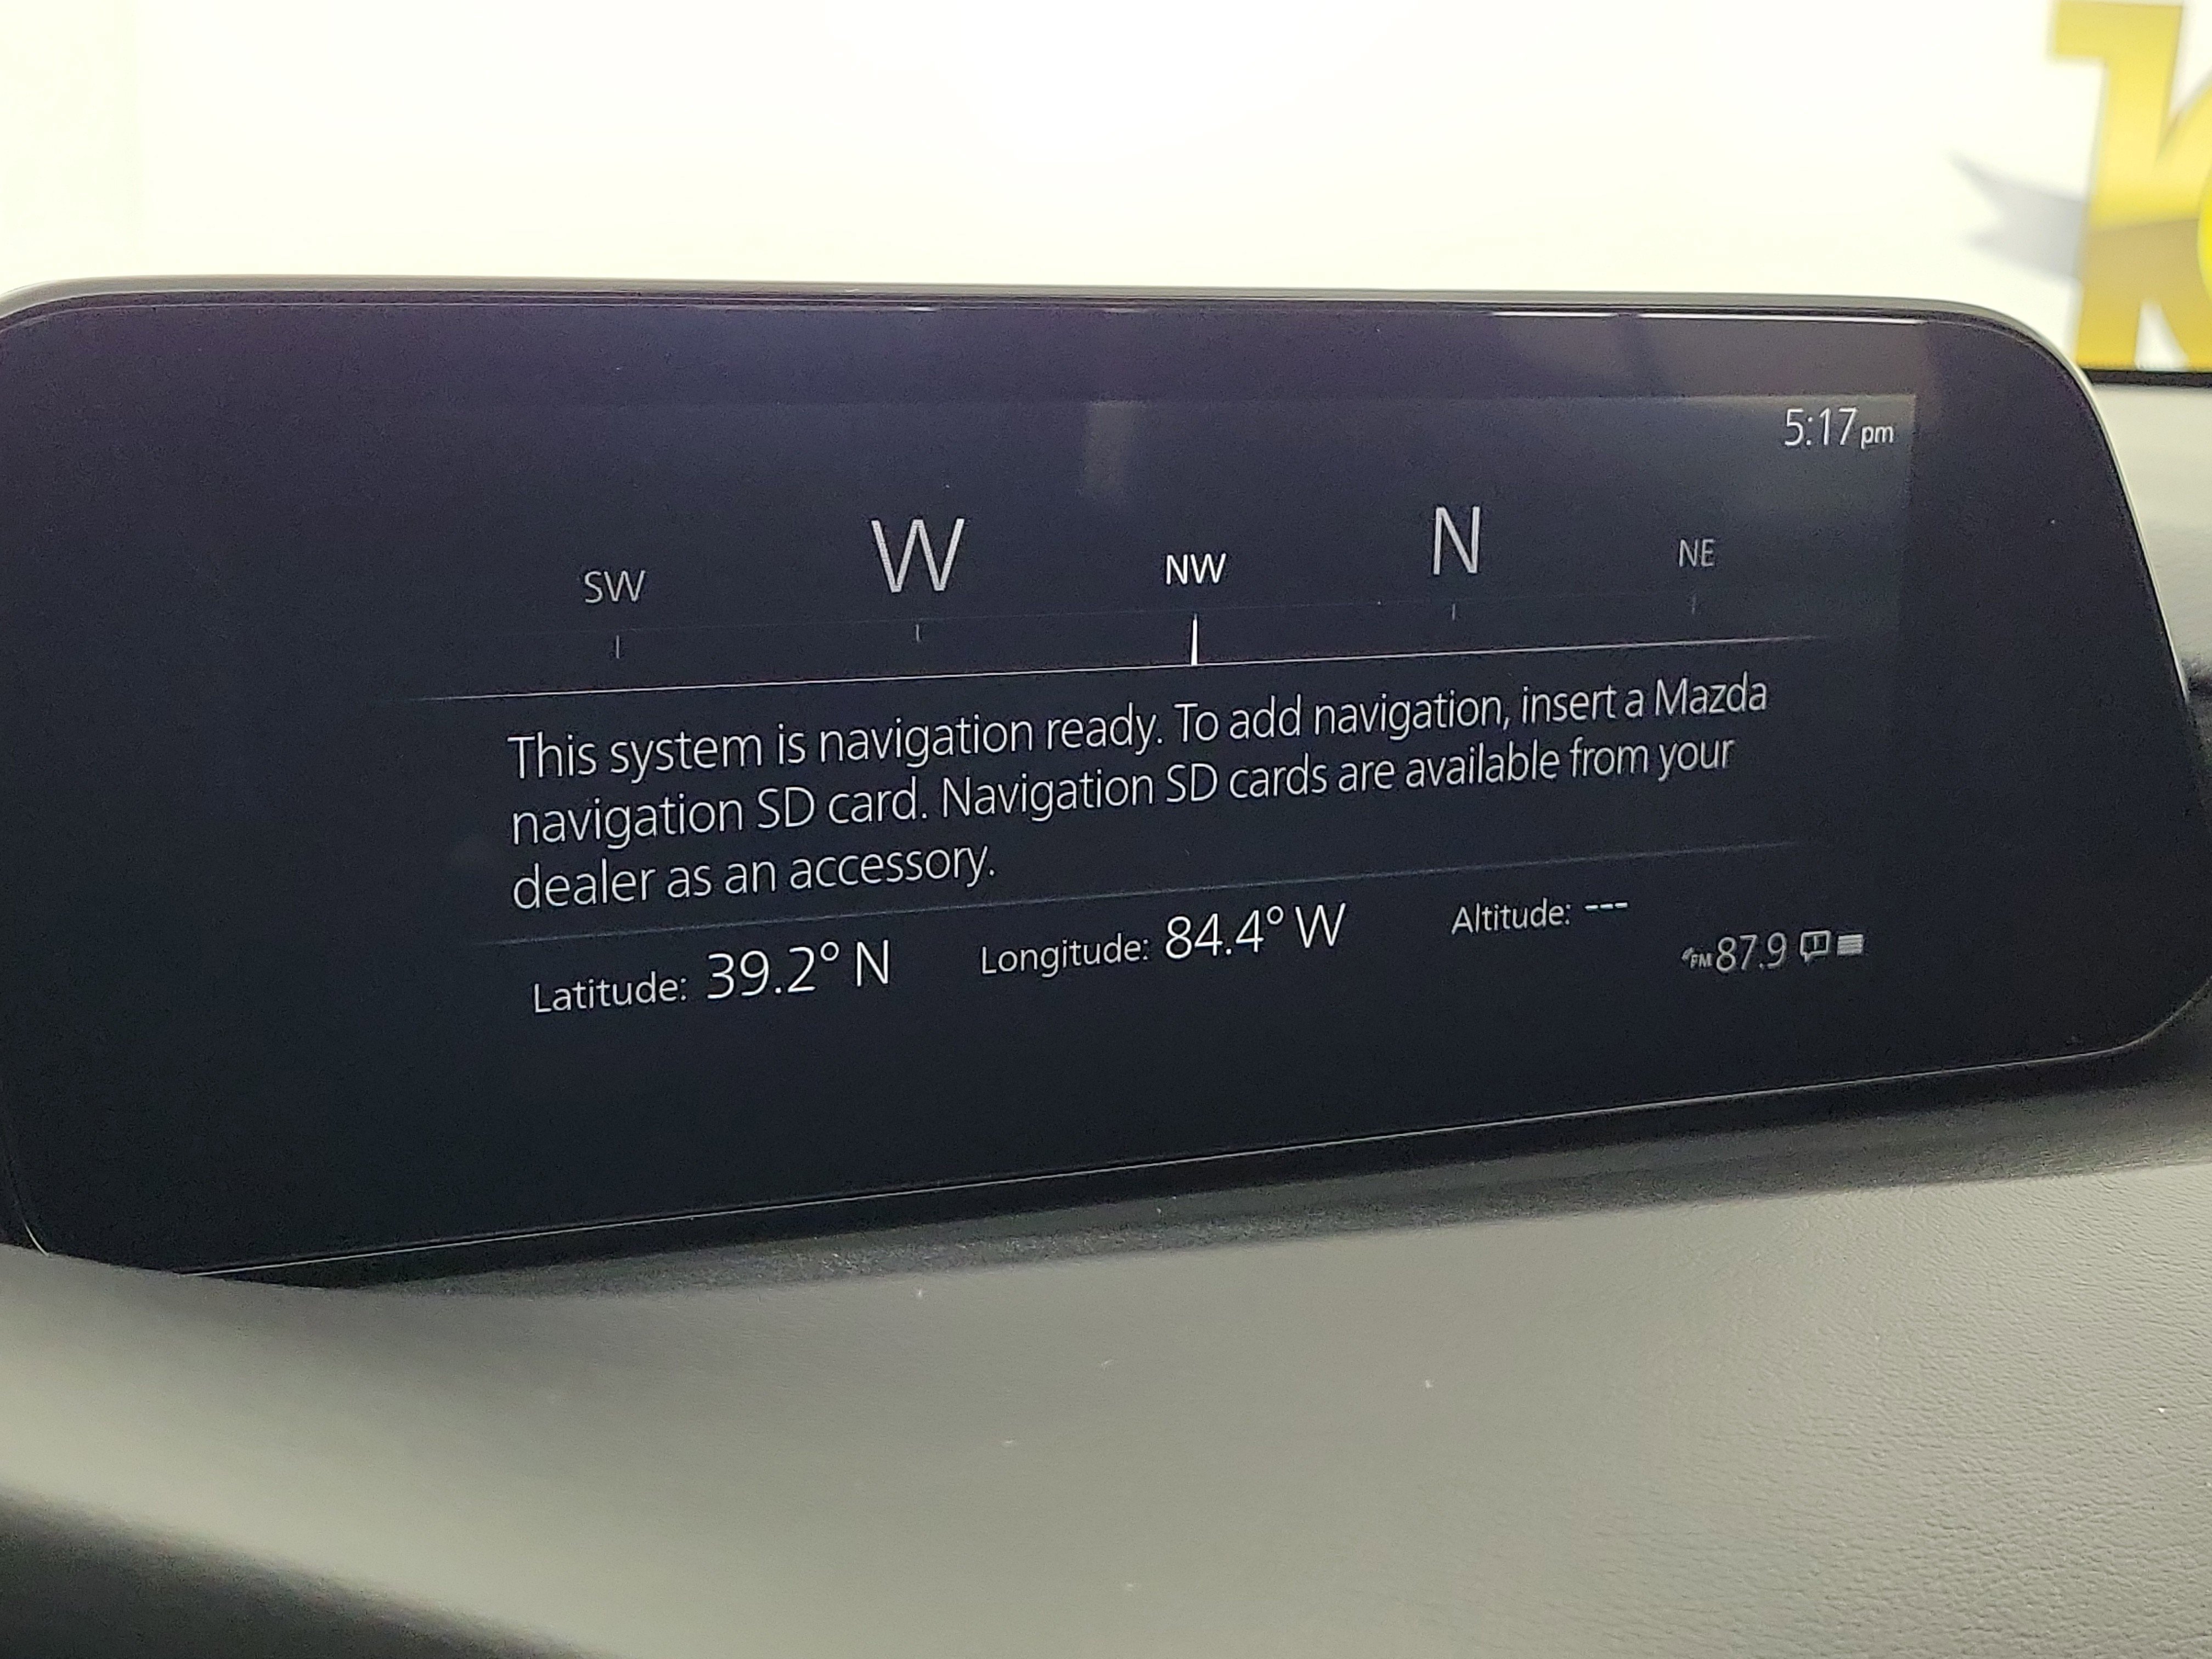 5:17 pm
SW W NW N NE
This system is navigation ready. To add navigation, insert a Mazda
navigation SD card. Navigation SD cards are available from your
dealer as an accessory.
Latitude: 39.2° N Longitude: 84.4° W Altitude: ---
FM 87.9